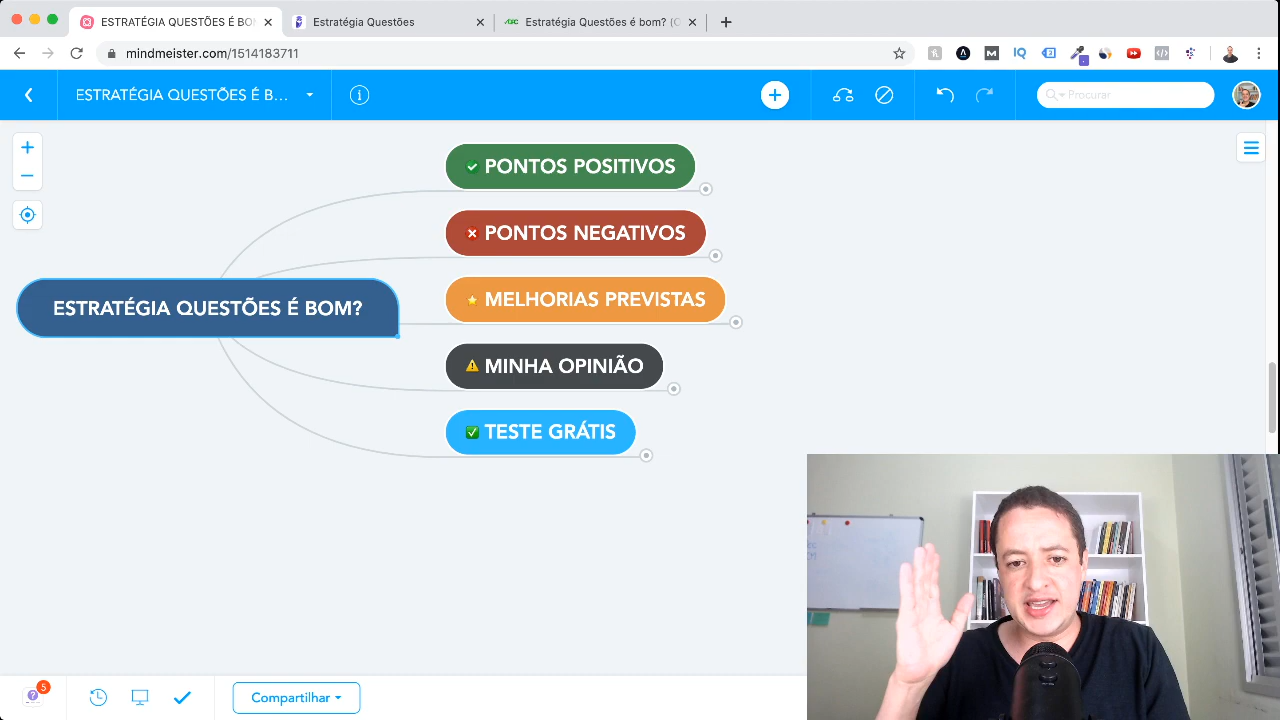 ESTRATÉGIA QUESTÕES É BO
Estratégia Questões
Estratégia Questões é bom? (O
mindmeister.com/1514183711
ESTRATÉGIA QUESTÕES É B...
Procurar
PONTOS POSITIVOS
PONTOS NEGATIVOS
ESTRATÉGIA QUESTÕES É BOM?
MELHORIAS PREVISTAS
MINHA OPINIÃO
TESTE GRÁTIS
5
Compartilhar